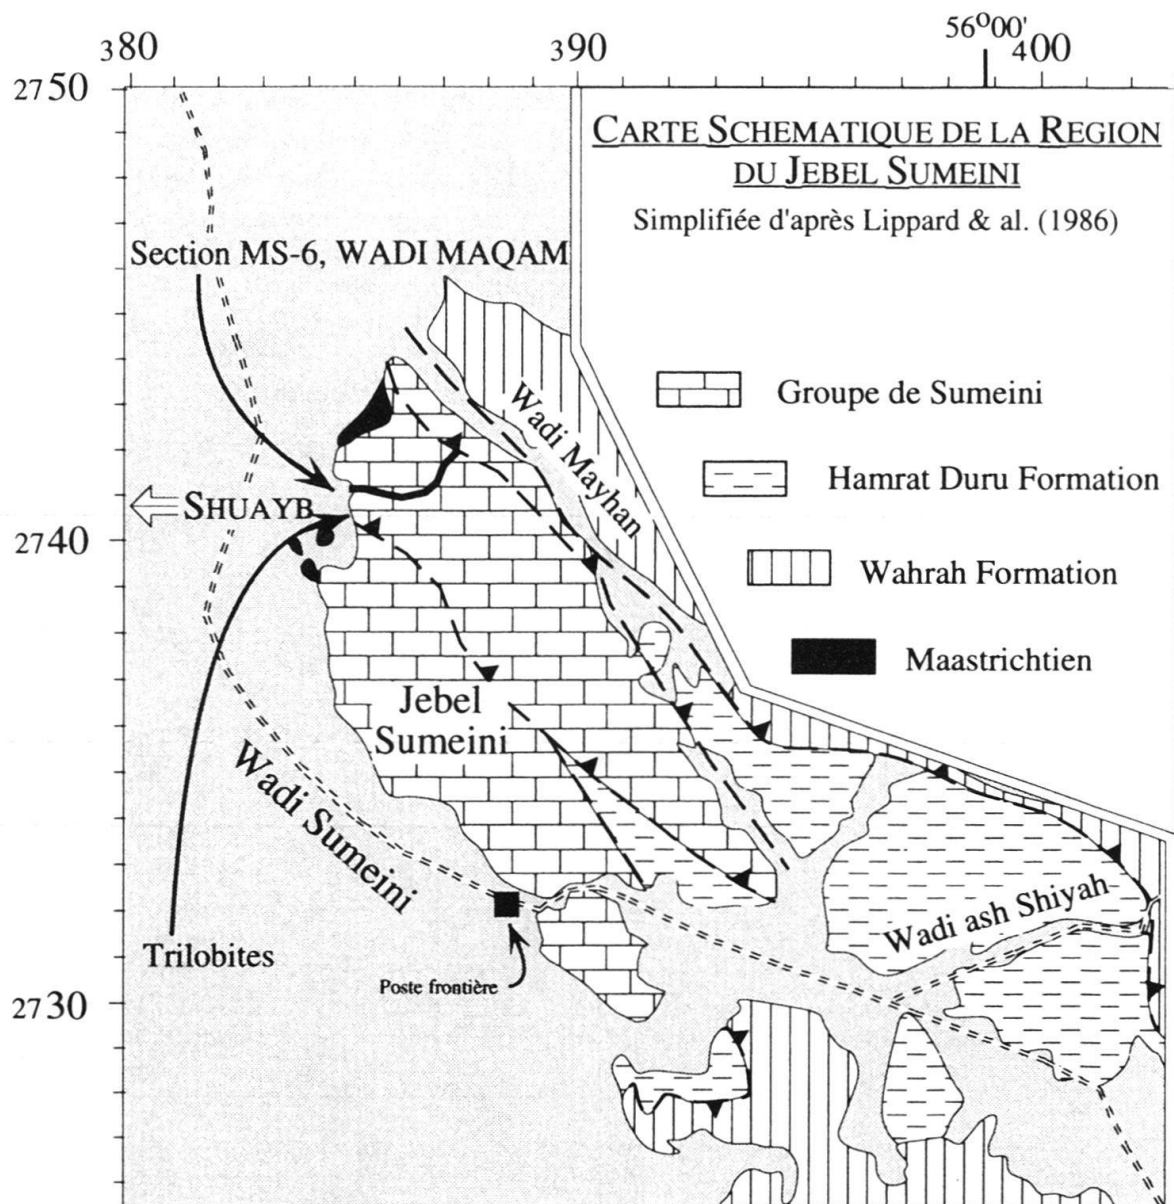 380
390
56°00'
400
2750
CARTE SCHEMATIQUE DE LA REGION
DU JEBEL SUMEINI
Simplifiée d'après Lippard & al. (1986)
Section MS-6, WADI MAQAM
Groupe de Sumeini
Wadi Mayhan
Hamrat Duru Formation
SHUAYB
2740
Wahrah Formation
Maastrichtien
Jebel
Sumeini
Wadi Sumeini
Wadi ash Shiyah
Trilobites
Poste frontière
2730